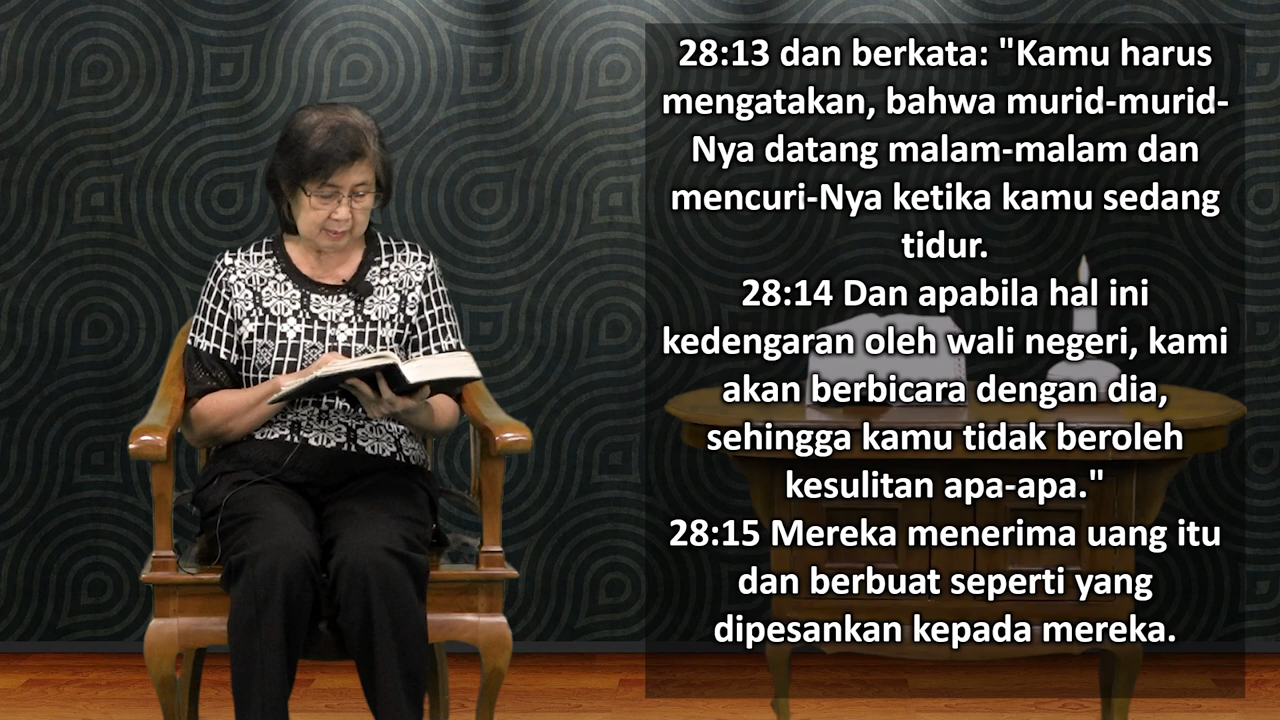 28:13 dan berkata: "Kamu harus
mengatakan, bahwa murid-murid-
Nya datang malam-malam dan
mencuri-Nya ketika kamu sedang
tidur.
28:14 Dan apabila hal ini
kedengaran oleh wali negeri, kami
akan berbicara dengan dia,
sehingga kamu tidak beroleh
kesulitan apa-apa."
28:15 Mereka menerima uang itu
dan berbuat seperti yang
dipesankan kepada mereka.